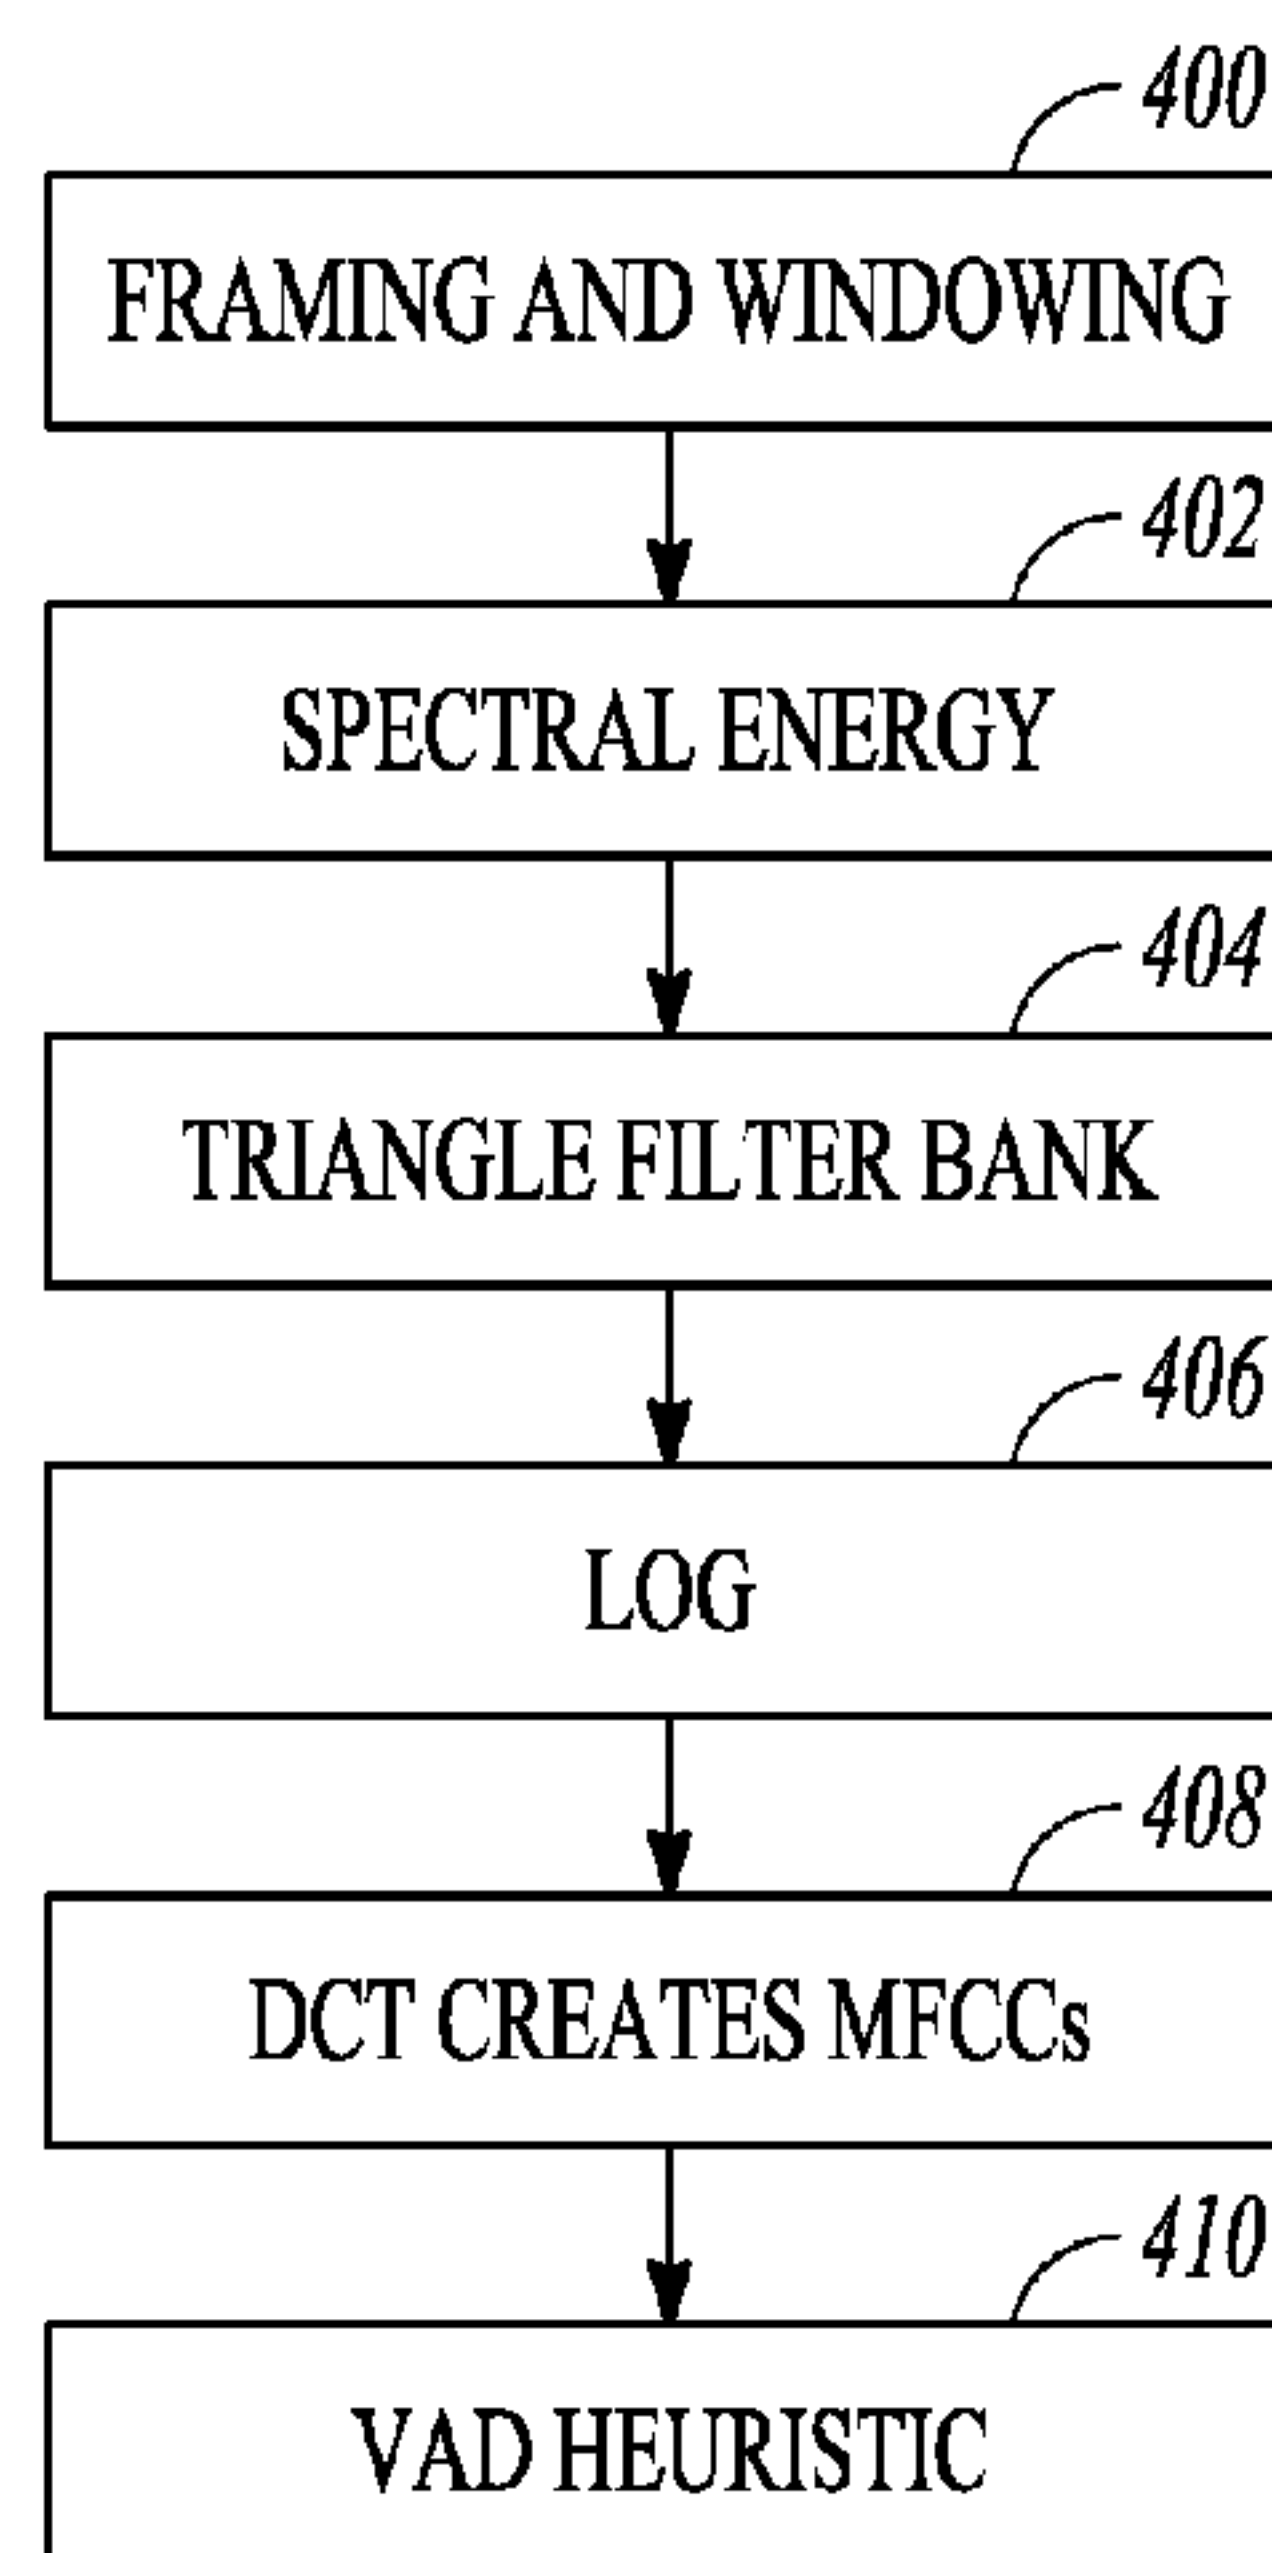 400
FRAMING AND WINDOWING
402
SPECTRAL ENERGY
404
TRIANGLE FILTER BANK
406
LOG
408
DCT CREATES MFCCs
410
VAD HEURISTIC